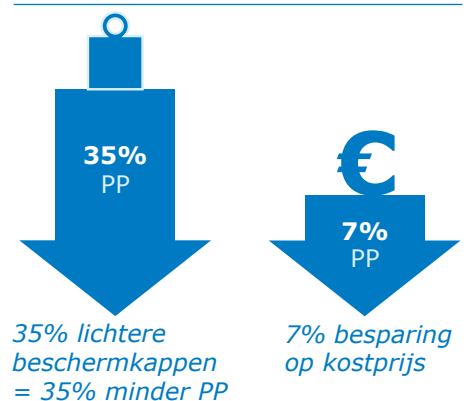 35%
PP
€
7%
PP
35% lichtere
beschermkappen
= 35% minder PP
7% besparing
op kostprijs